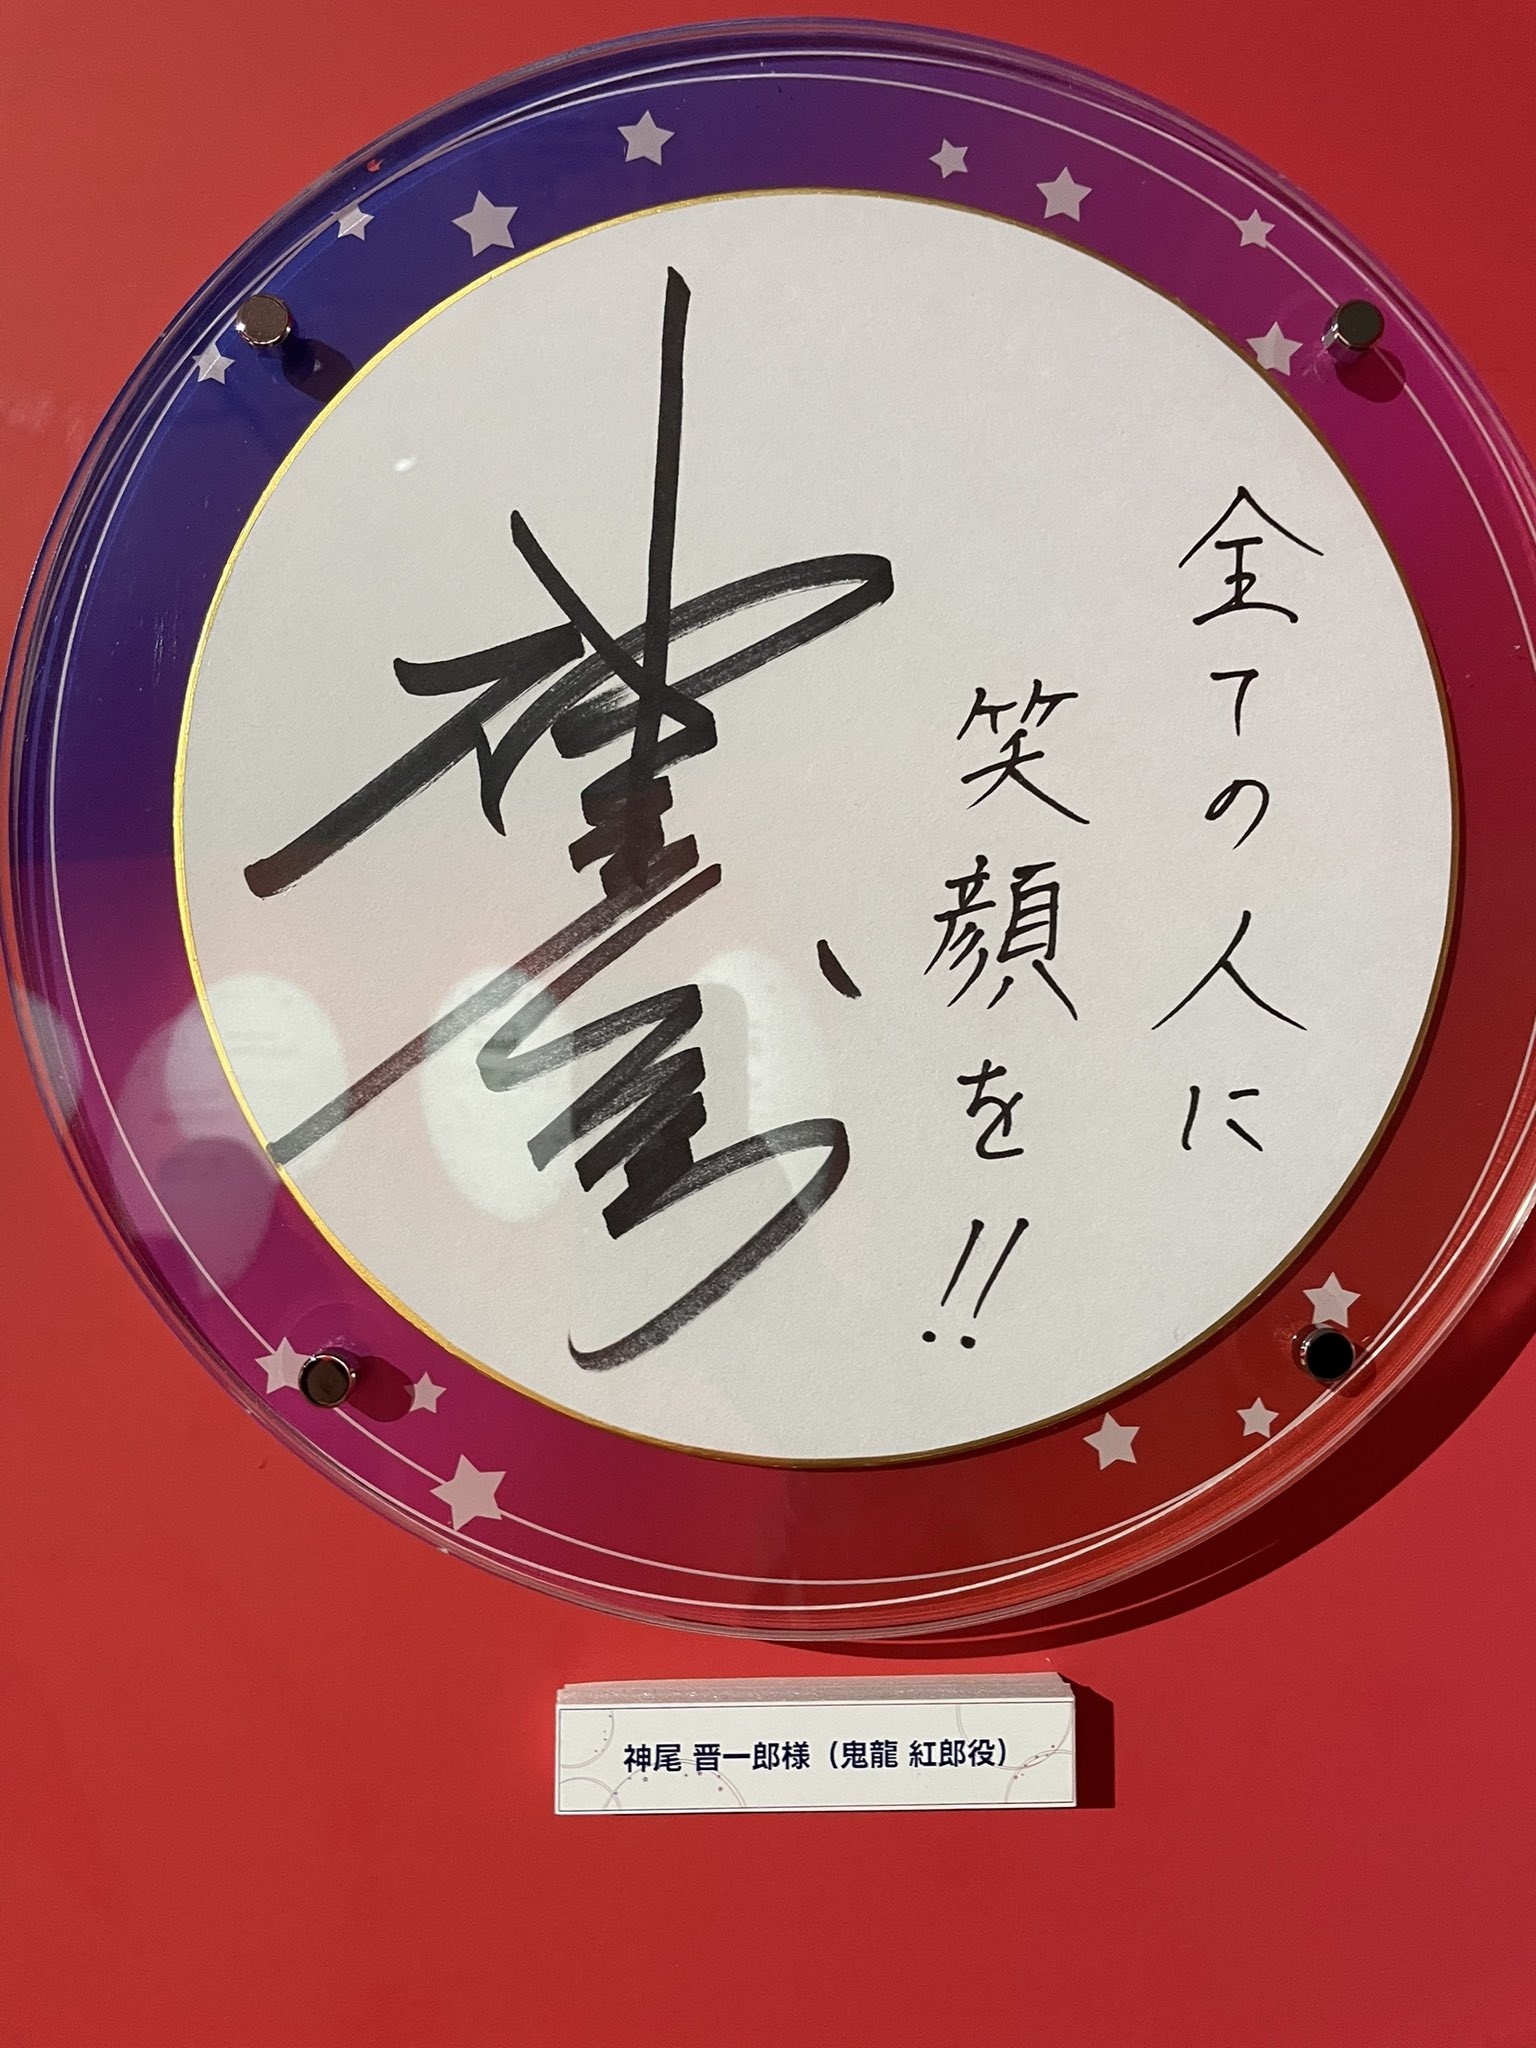 全ての人に
笑顔を!!
神尾 晋一郎様（鬼龍 紅郎役）